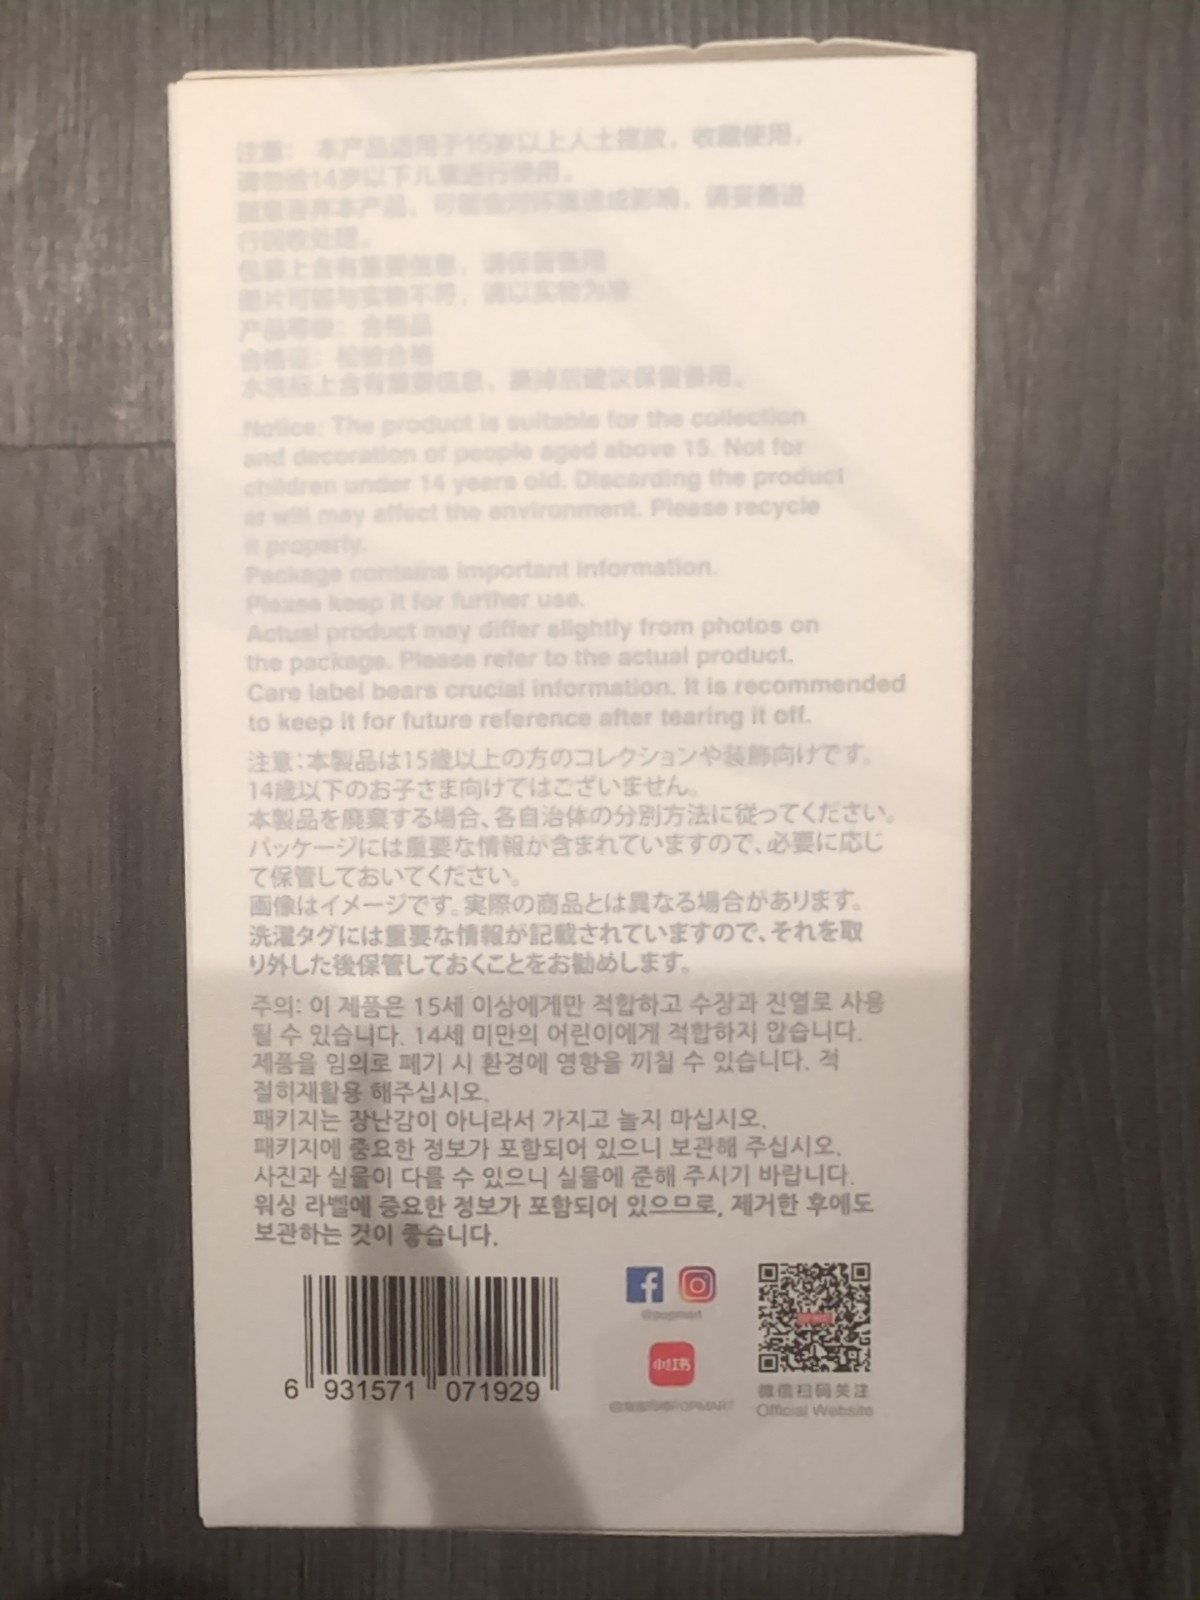 注意： 本产品适用于15岁以上人士摆放，收藏使用，
请勿给14岁以下儿童进行使用。
随意丢弃本产品，可能会对环境造成影响，请妥善进
行回收处理。
包装上含有重要信息，请保留备用
图片可能与实物不符，请以实物为准
产品等级：合格品
合格证：检验合格
水洗标上含有重要信息，撕掉后建议保留备用。
Notice: The product is suitable for the collection
and decoration of people aged above 15. Not for
children under 14 years old. Discarding the product
at will may affect the environment. Please recycle
it properly.
Package contains important information.
Please keep it for further use.
Actual product may differ slightly from photos on
the package. Please refer to the actual product.
Care label bears crucial information. It is recommended
to keep it for future reference after tearing it off.
注意：本製品は15歳以上の方のコレクションや装飾向けです。
14歳以下のお子さま向けではございません。
本製品を廃棄する場合、各自治体の分別方法に従ってください。
パッケージには重要な情報が含まれていますので、必要に応じ
て保管しておいてください。
画像はイメージです。実際の商品とは異なる場合があります。
洗濯タグには重要な情報が記載されていますので、それを取
り外した後保管しておくことをお勧めします。
주의: 이 제품은 15세 이상에게만 적합하고 수장과 진열로 사용
될 수 있습니다. 14세 미만의 어린이에게 적합하지 않습니다.
제품을 임의로 폐기 시 환경에 영향을 끼칠 수 있습니다. 적
절히재활용 해주십시오.
패키지는 장난감이 아니라서 가지고 놀지 마십시오.
패키지에 중요한 정보가 포함되어 있으니 보관해 주십시오.
사진과 실물이 다를 수 있으니 실물에 준해 주시기 바랍니다.
워싱 라벨에 중요한 정보가 포함되어 있으므로, 제거한 후에도
보관하는 것이 좋습니다.
@popmart
小红书
6 931571 071929
微信扫码关注
Official Website